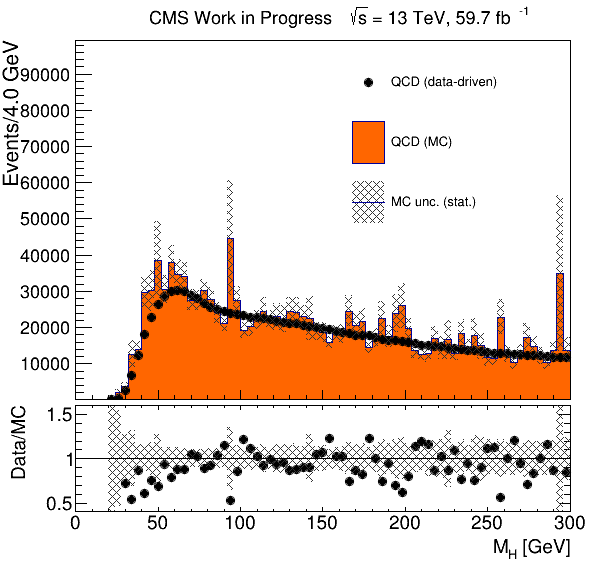 CMS Work in Progress √s = 13 TeV, 59.7 fb⁻¹
Events/4.0 GeV
90000
80000
70000
60000
50000
40000
30000
20000
10000
QCD (data-driven)
QCD (MC)
MC unc. (stat.)
Data/MC
1.5
1
0.5
0 50 100 150 200 250 300
M_H [GeV]